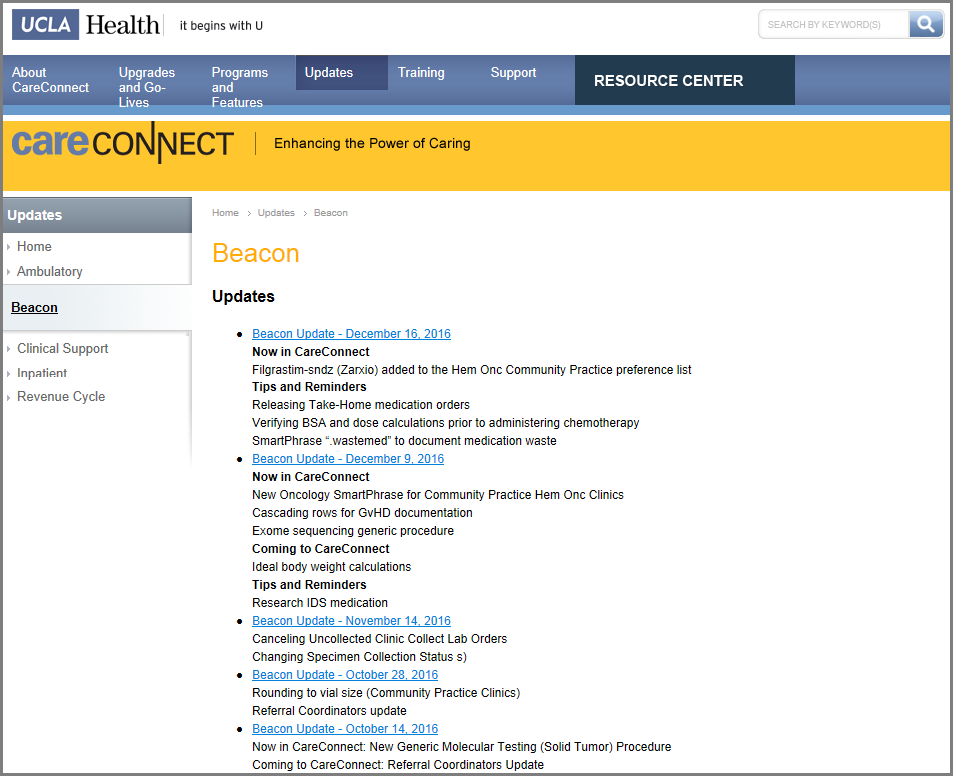 UCLA Health it begins with U
SEARCH BY KEYWORD(S)
About
CareConnect
Upgrades
and Go-
Lives
Programs
and
Features
Updates
Training
Support
RESOURCE CENTER
careCONNECT Enhancing the Power of Caring
Updates
Home
Ambulatory
Beacon
Clinical Support
Inpatient
Revenue Cycle
Home > Updates > Beacon
Beacon
Updates
• Beacon Update - December 16, 2016
Now in CareConnect
Filgrastim-sndz (Zarxio) added to the Hem Onc Community Practice preference list
Tips and Reminders
Releasing Take-Home medication orders
Verifying BSA and dose calculations prior to administering chemotherapy
SmartPhrase “.wastemed” to document medication waste
• Beacon Update - December 9, 2016
Now in CareConnect
New Oncology SmartPhrase for Community Practice Hem Onc Clinics
Cascading rows for GvHD documentation
Exome sequencing generic procedure
Coming to CareConnect
Ideal body weight calculations
Tips and Reminders
Research IDS medication
• Beacon Update - November 14, 2016
Canceling Uncollected Clinic Collect Lab Orders
Changing Specimen Collection Status s)
• Beacon Update - October 28, 2016
Rounding to vial size (Community Practice Clinics)
Referral Coordinators update
• Beacon Update - October 14, 2016
Now in CareConnect: New Generic Molecular Testing (Solid Tumor) Procedure
Coming to CareConnect: Referral Coordinators Update